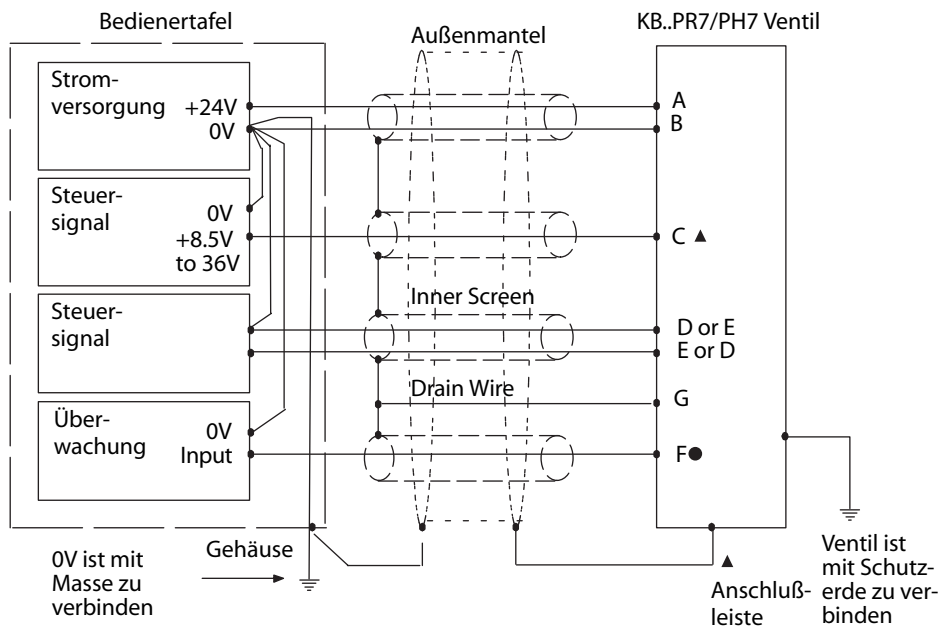 Bedienertafel
Außenmantel
KB..PR7/PH7 Ventil
Strom-
versorgung
+24V
0V
A
B
Steuer-
signal
0V
+8.5V
to 36V
C ▲
Inner Screen
Steuer-
signal
D or E
E or D
Drain Wire
G
Über-
wachung
0V
Input
F●
0V ist mit
Masse zu
verbinden
Gehäuse
▲
Anschluß-
leiste
Ventil ist
mit Schutz-
erde zu ver-
binden